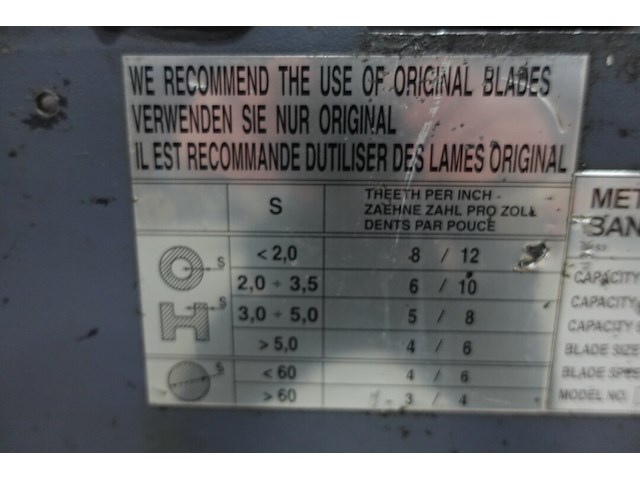 WE RECOMMEND THE USE OF ORIGINAL BLADES
VERWENDEN SIE NUR ORIGINAL
IL EST RECOMMANDE DUTILISER DES LAMES ORIGINAL
S
THEETH PER INCH
ZAEHNE ZAHL PRO ZOLL
DENTS PAR POUCE
S
< 2,0 8 / 12
2,0 ÷ 3,5 6 / 10
S
3,0 ÷ 5,0 5 / 8
> 5,0 4 / 6
S
< 60 4 / 6
> 60 3 / 4
MET
BAN
CAPACITY
CAPACITY
CAPACITY
BLADE SIZE
BLADE SPEE
MODEL NO.